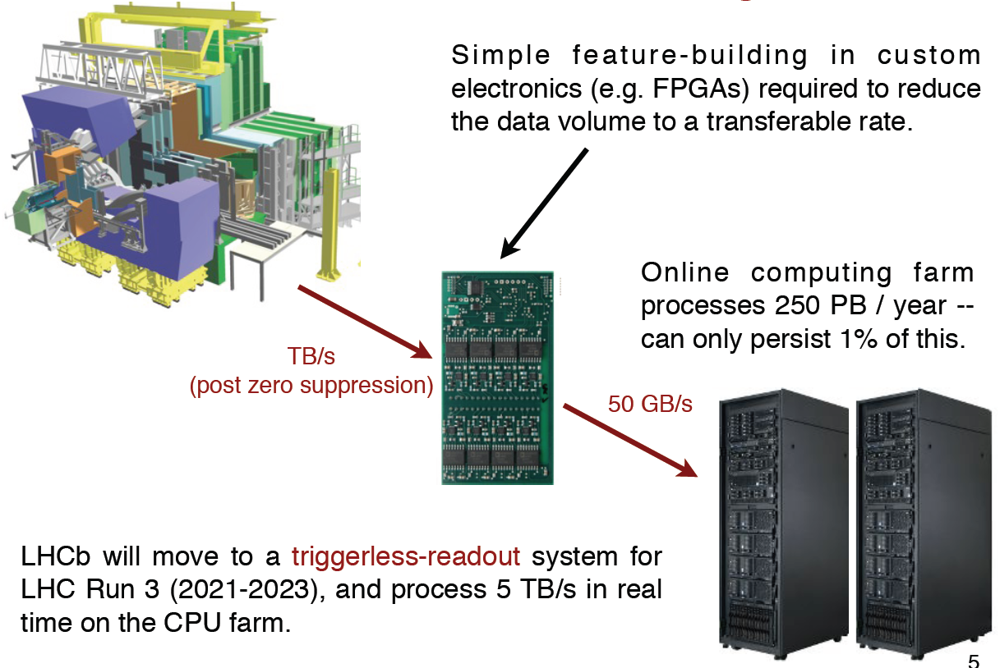 Simple feature-building in custom
electronics (e.g. FPGAs) required to reduce
the data volume to a transferable rate.
Online computing farm
processes 250 PB / year --
can only persist 1% of this.
TB/s
(post zero suppression)
50 GB/s
LHCb will move to a triggerless-readout system for
LHC Run 3 (2021-2023), and process 5 TB/s in real
time on the CPU farm.
5